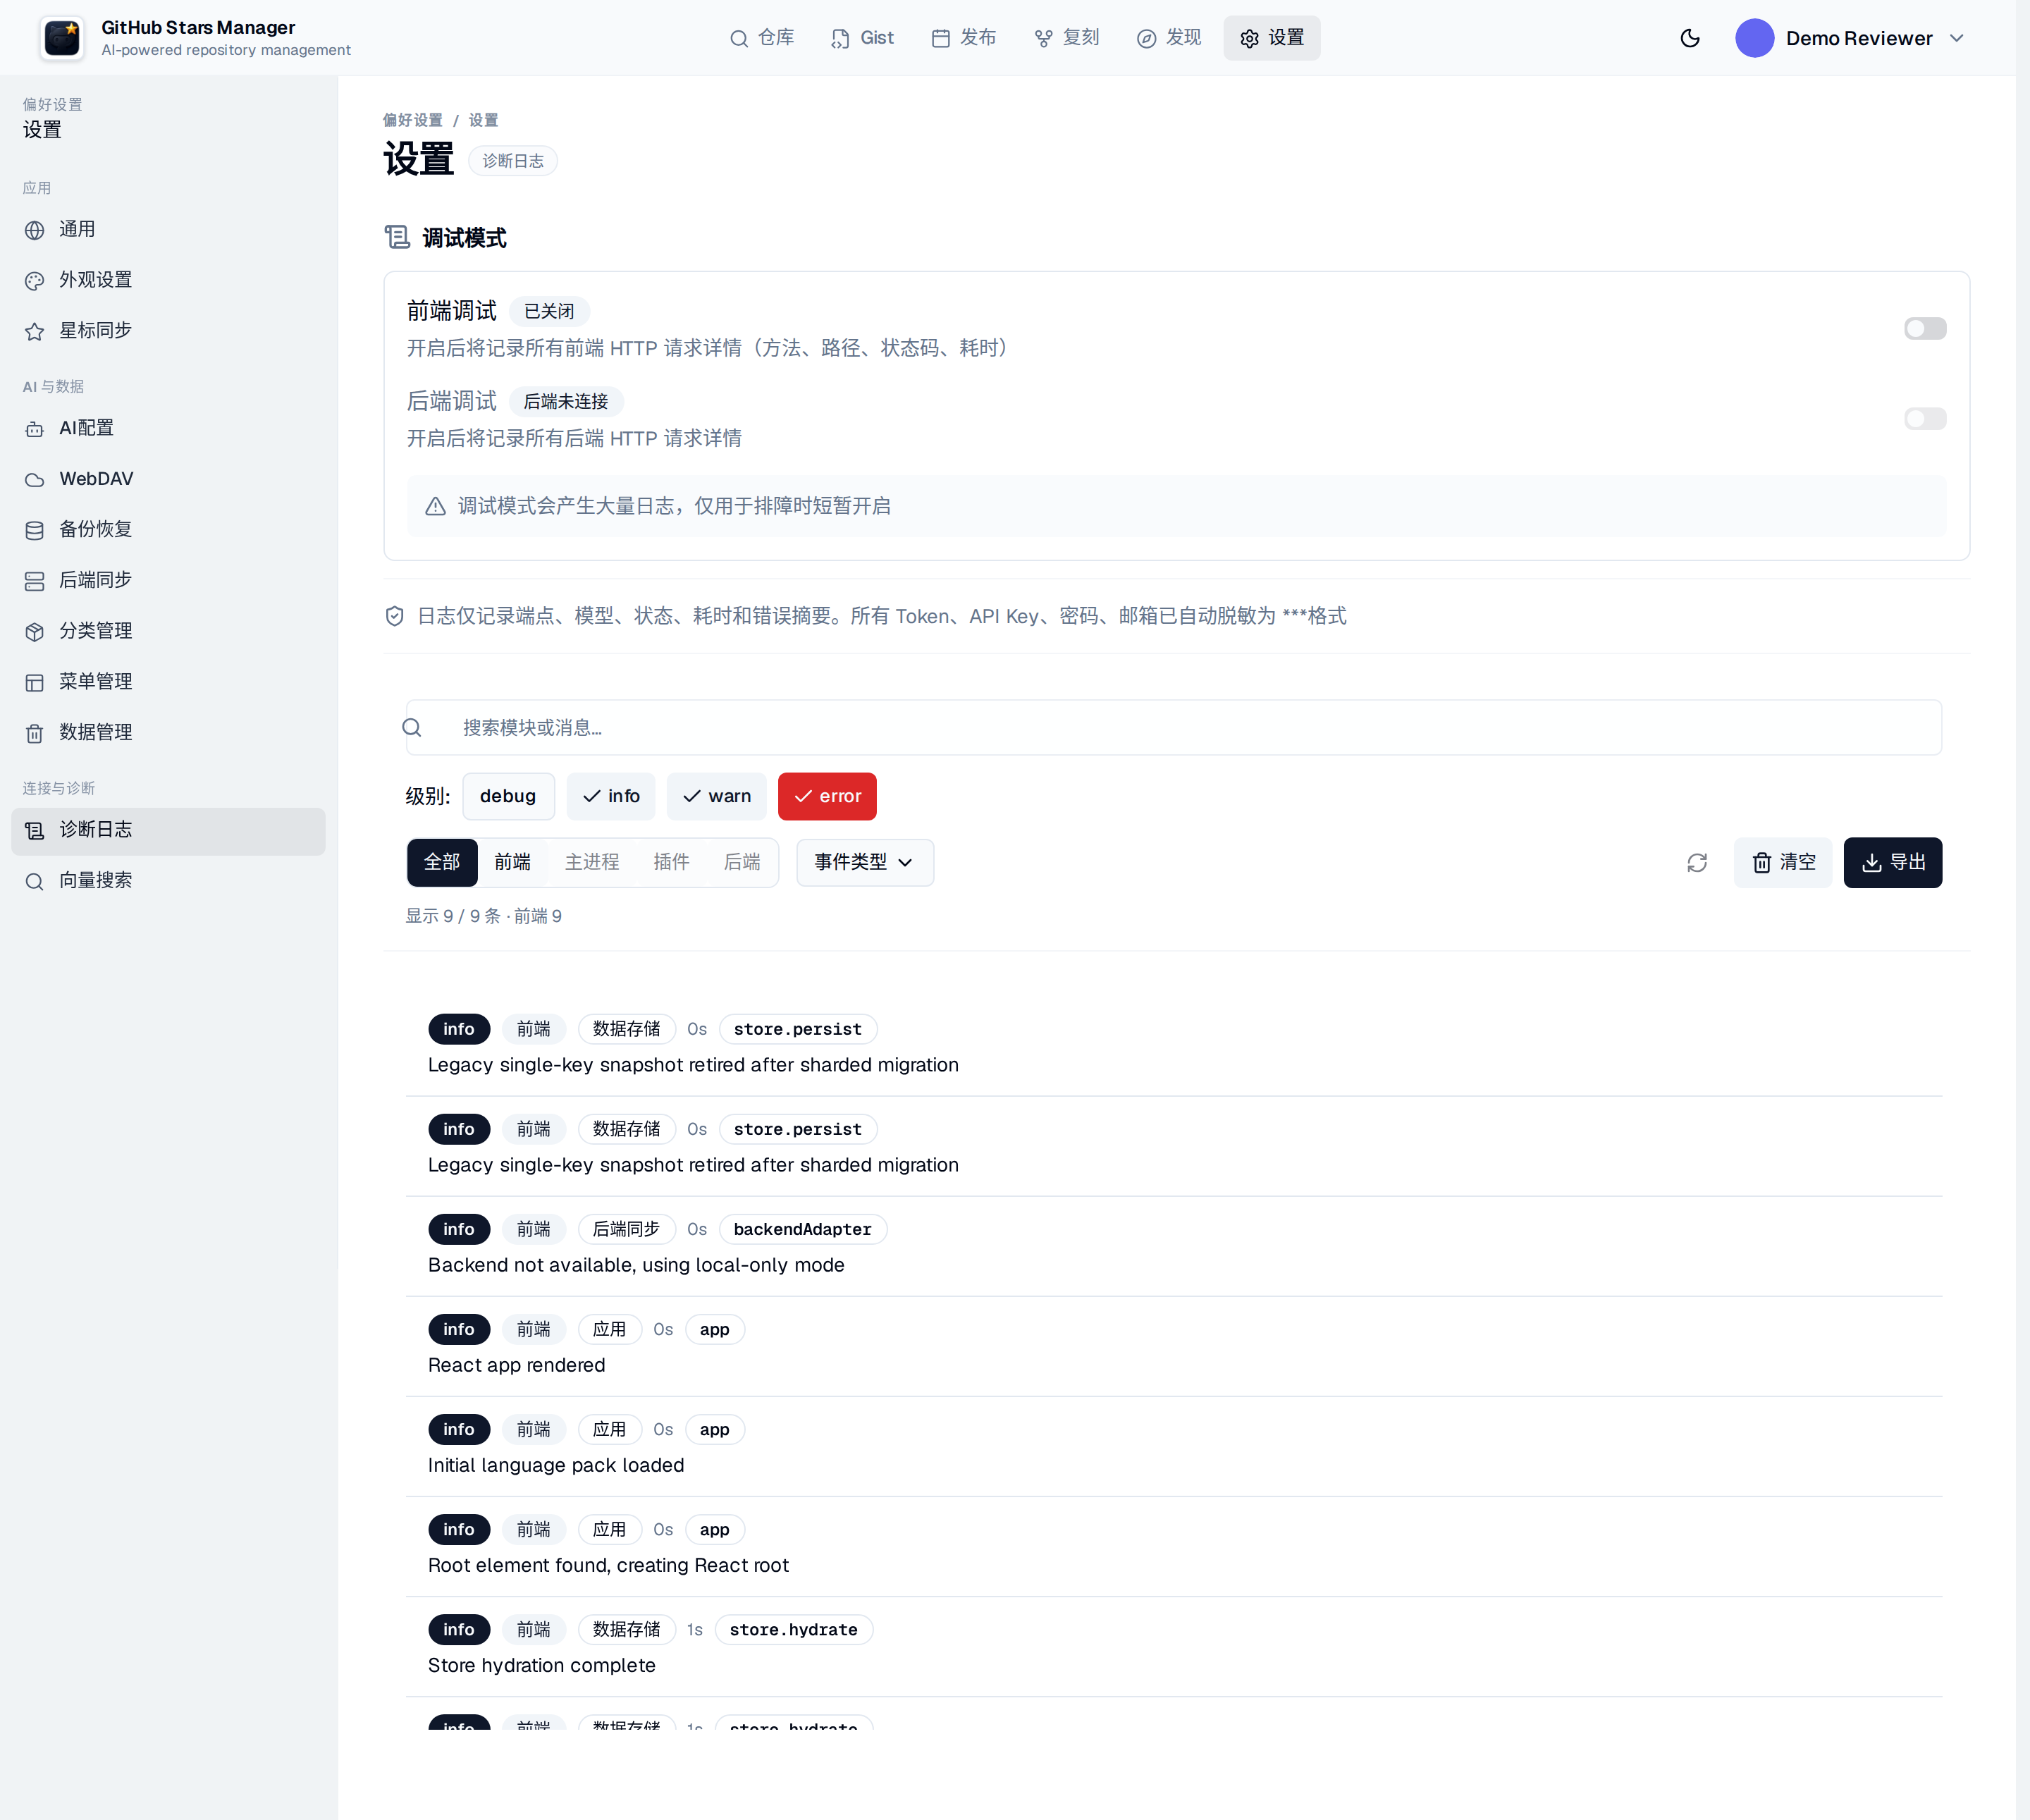 GitHub Stars Manager
AI-powered repository management
仓库
Gist
发布
复刻
发现
设置
Demo Reviewer
偏好设置
设置
应用
通用
外观设置
星标同步
AI 与数据
AI配置
WebDAV
备份恢复
后端同步
分类管理
菜单管理
数据管理
连接与诊断
诊断日志
向量搜索
偏好设置 / 设置
设置 诊断日志
调试模式
前端调试 已关闭
开启后将记录所有前端 HTTP 请求详情（方法、路径、状态码、耗时）
后端调试 后端未连接
开启后将记录所有后端 HTTP 请求详情
调试模式会产生大量日志，仅用于排障时短暂开启
日志仅记录端点、模型、状态、耗时和错误摘要。所有 Token、API Key、密码、邮箱已自动脱敏为 ***格式
搜索模块或消息...
级别: debug info warn error
全部 前端 主进程 插件 后端 事件类型 清空 导出
显示 9 / 9 条 · 前端 9
info 前端 数据存储 0s store.persist
Legacy single-key snapshot retired after sharded migration
info 前端 数据存储 0s store.persist
Legacy single-key snapshot retired after sharded migration
info 前端 后端同步 0s backendAdapter
Backend not available, using local-only mode
info 前端 应用 0s app
React app rendered
info 前端 应用 0s app
Initial language pack loaded
info 前端 应用 0s app
Root element found, creating React root
info 前端 数据存储 1s store.hydrate
Store hydration complete
info 前端 数据存储 1s store.hydrate